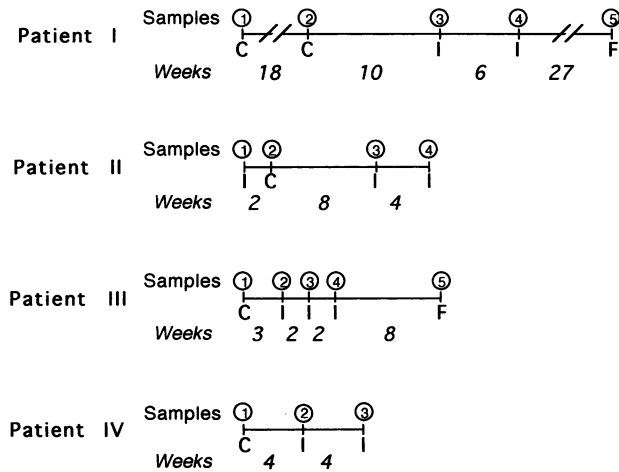 Samples 1 2 3 4 5
Patient I
C C I I F
Weeks 18 10 6 27
Samples 1 2 3 4
Patient II
I C I I
Weeks 2 8 4
Samples 1 2 3 4 5
Patient III
C I I I F
Weeks 3 2 2 8
Samples 1 2 3
Patient IV
C I I
Weeks 4 4